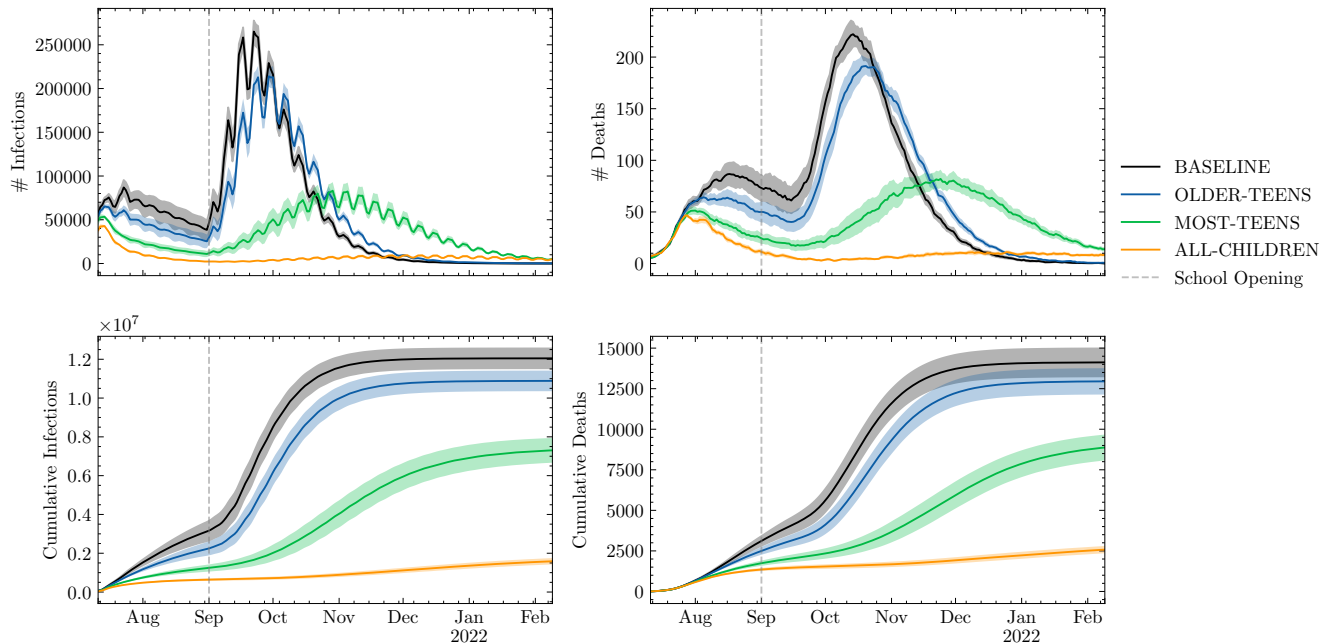 # Infections
250000
200000
150000
100000
50000
0
# Deaths
200
150
100
50
0
BASELINE
OLDER-TEENS
MOST-TEENS
ALL-CHILDREN
School Opening
×10⁷
Cumulative Infections
1.2
1.0
0.8
0.6
0.4
0.2
0.0
Aug Sep Oct Nov Dec Jan Feb
2022
Cumulative Deaths
15000
12500
10000
7500
5000
2500
0
Aug Sep Oct Nov Dec Jan Feb
2022